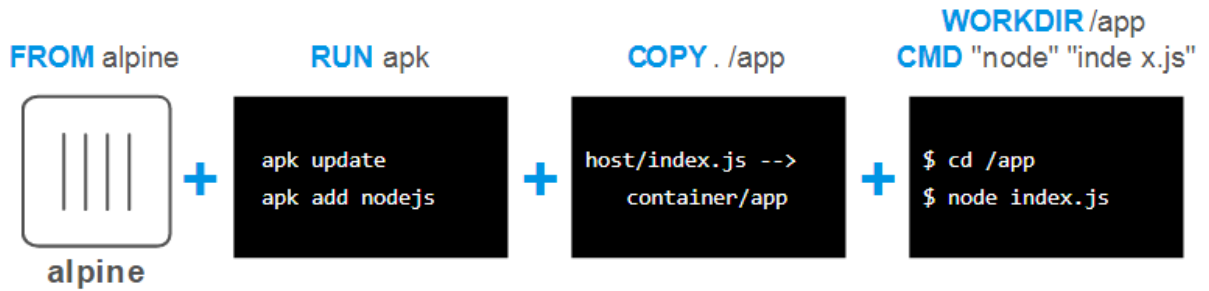 FROM alpine
alpine
RUN apk
apk update
apk add nodejs
COPY . /app
host/index.js -->
container/app
WORKDIR /app
CMD "node" "inde x.js"
$ cd /app
$ node index.js